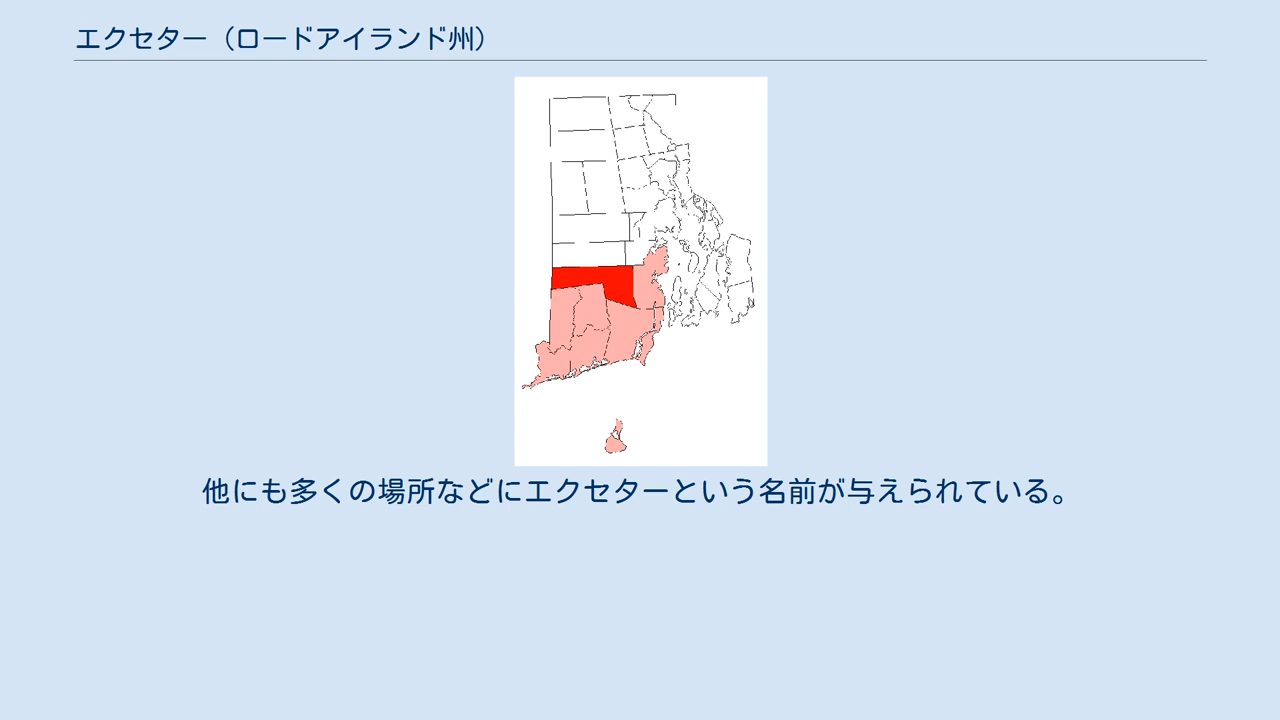 エクセター（ロードアイランド州）
他にも多くの場所などにエクセターという名前が与えられている。